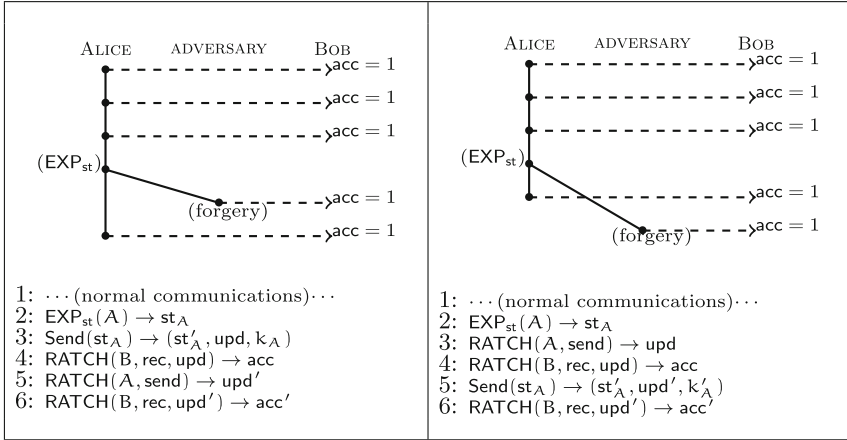 ALICE ADVERSARY BOB
acc = 1
acc = 1
acc = 1
(EXP_st)
acc = 1
(forgery)
acc = 1
1: ··· (normal communications) ···
2: EXP_st(A) → st_A
3: Send(st_A) → (st′_A, upd, k_A)
4: RATCH(B, rec, upd) → acc
5: RATCH(A, send) → upd′
6: RATCH(B, rec, upd′) → acc′
ALICE ADVERSARY BOB
acc = 1
acc = 1
acc = 1
(EXP_st)
acc = 1
acc = 1
(forgery)
1: ··· (normal communications) ···
2: EXP_st(A) → st_A
3: RATCH(A, send) → upd
4: RATCH(B, rec, upd) → acc
5: Send(st_A) → (st′_A, upd′, k′_A)
6: RATCH(B, rec, upd′) → acc′